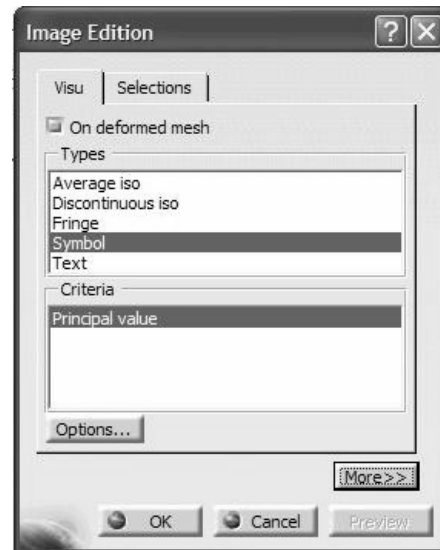 Image Edition
Visu Selections
On deformed mesh
Types
Average iso
Discontinuous iso
Fringe
Symbol
Text
Criteria
Principal value
Options...
More>>
OK Cancel Preview